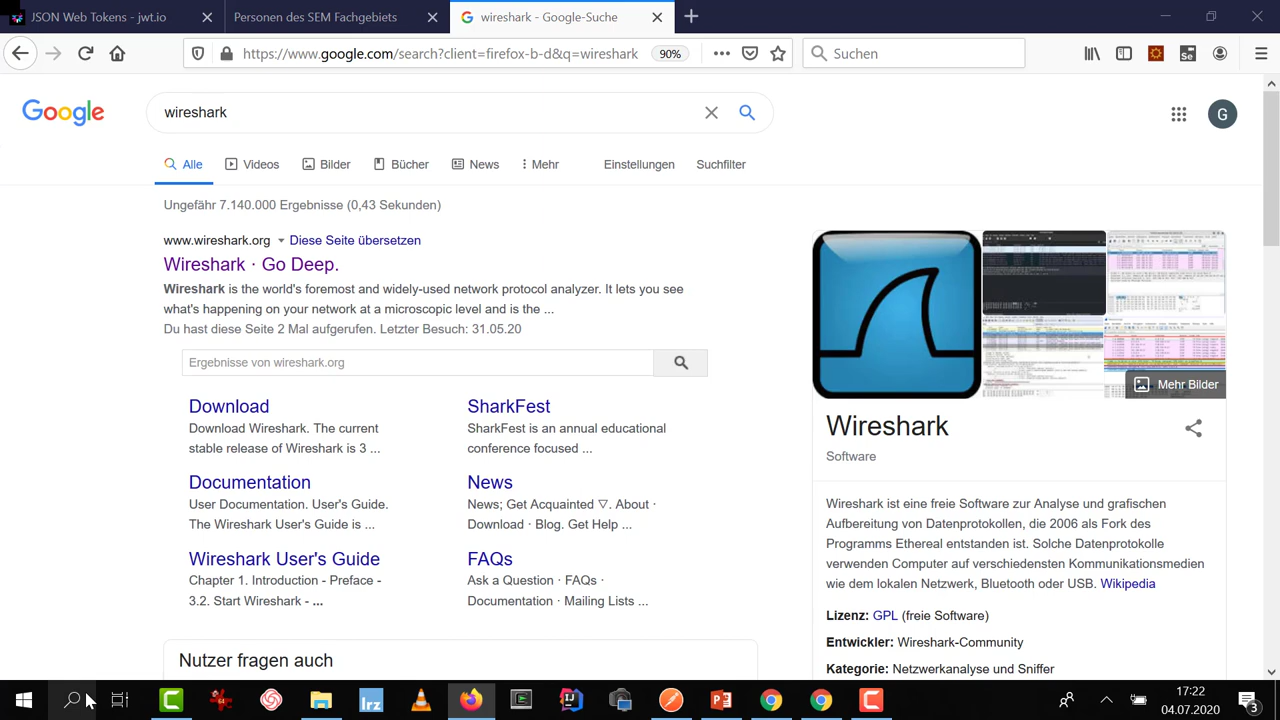 JSON Web Tokens - jwt.io
Personen des SEM Fachgebiets
wireshark - Google-Suche
https://www.google.com/search?client=firefox-b-d&q=wireshark
90%
Suchen
Se
Google
wireshark
G
Alle
Videos
Bilder
Bücher
News
Mehr
Einstellungen
Suchfilter
Ungefähr 7.140.000 Ergebnisse (0,43 Sekunden)
www.wireshark.org
Diese Seite übersetzen
Wireshark · Go Deep.
Wireshark is the world's foremost and widely-used network protocol analyzer. It lets you see
what's happening on your network at a microscopic level and is the ...
Du hast diese Seite 2 Mal aufgerufen. Letzter Besuch: 31.05.20
Ergebnisse von wireshark.org
Download
Download Wireshark. The current
stable release of Wireshark is 3 ...
SharkFest
SharkFest is an annual educational
conference focused ...
Documentation
User Documentation. User's Guide.
The Wireshark User's Guide is ...
News
News; Get Acquainted ▽. About ·
Download · Blog. Get Help ...
Wireshark User's Guide
Chapter 1. Introduction - Preface -
3.2. Start Wireshark - ...
FAQs
Ask a Question · FAQs ·
Documentation · Mailing Lists ...
Nutzer fragen auch
Mehr Bilder
Wireshark
Software
Wireshark ist eine freie Software zur Analyse und grafischen
Aufbereitung von Datenprotokollen, die 2006 als Fork des
Programms Ethereal entstanden ist. Solche Datenprotokolle
verwenden Computer auf verschiedensten Kommunikationsmedien
wie dem lokalen Netzwerk, Bluetooth oder USB. Wikipedia
Lizenz: GPL (freie Software)
Entwickler: Wireshark-Community
Kategorie: Netzwerkanalyse und Sniffer
lrz
17:22
04.07.2020
3